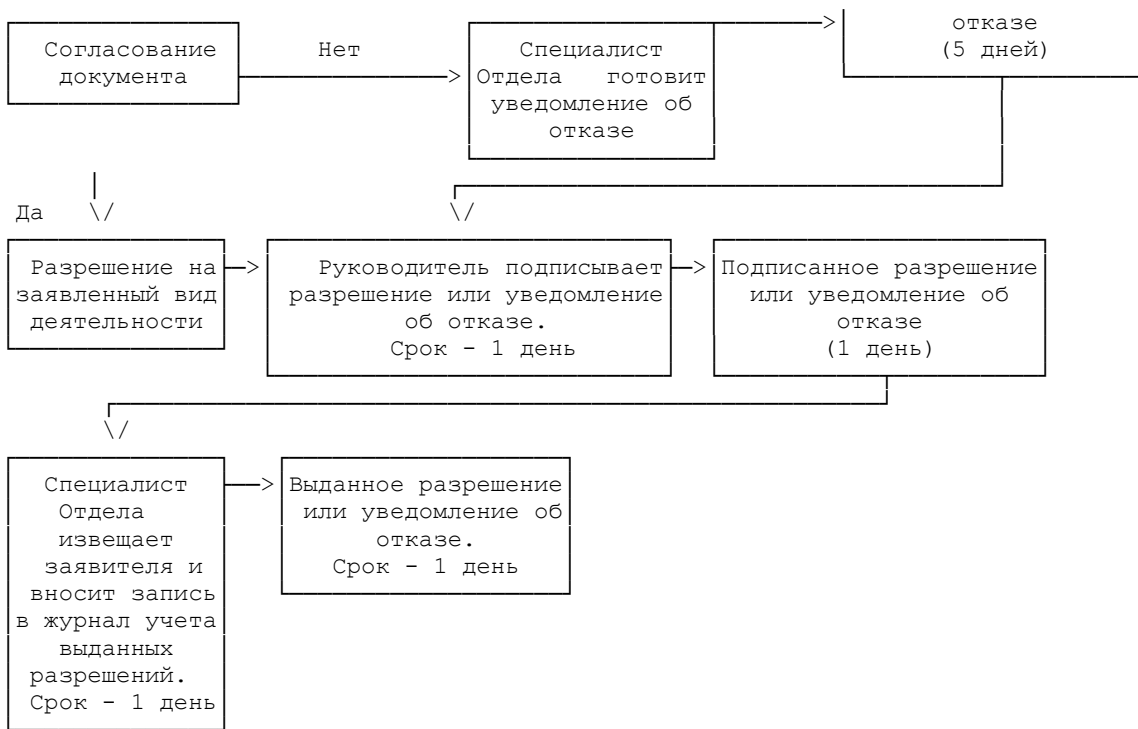 Согласование
документа
Нет
Специалист
Отдела готовит
уведомление об
отказе
отказе
(5 дней)
Да
Разрешение на
заявленный вид
деятельности
Руководитель подписывает
разрешение или уведомление
об отказе.
Срок - 1 день
Подписанное разрешение
или уведомление об
отказе
(1 день)
Специалист
Отдела
извещает
заявителя и
вносит запись
в журнал учета
выданных
разрешений.
Срок - 1 день
Выданное разрешение
или уведомление об
отказе.
Срок - 1 день